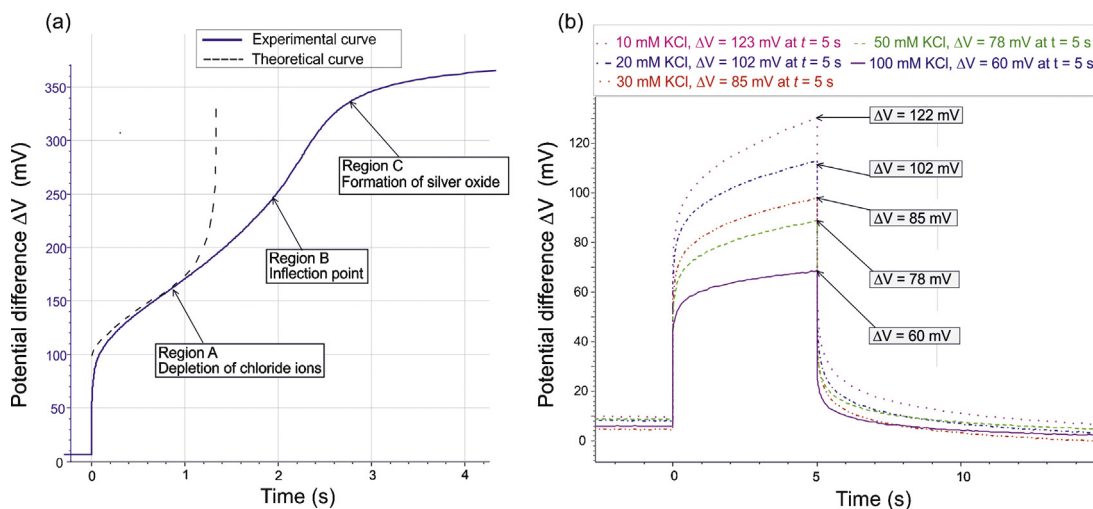 (a)
Experimental curve
Theoretical curve
Potential difference ΔV (mV)
350
300
250
200
150
100
50
0
Region C
Formation of silver oxide
Region B
Inflection point
Region A
Depletion of chloride ions
0 1 2 3 4
Time (s)
(b)
10 mM KCl, ΔV = 123 mV at t = 5 s
50 mM KCl, ΔV = 78 mV at t = 5 s
20 mM KCl, ΔV = 102 mV at t = 5 s
100 mM KCl, ΔV = 60 mV at t = 5 s
30 mM KCl, ΔV = 85 mV at t = 5 s
Potential difference ΔV (mV)
120
100
80
60
40
20
0
ΔV = 122 mV
ΔV = 102 mV
ΔV = 85 mV
ΔV = 78 mV
ΔV = 60 mV
0 5 10
Time (s)